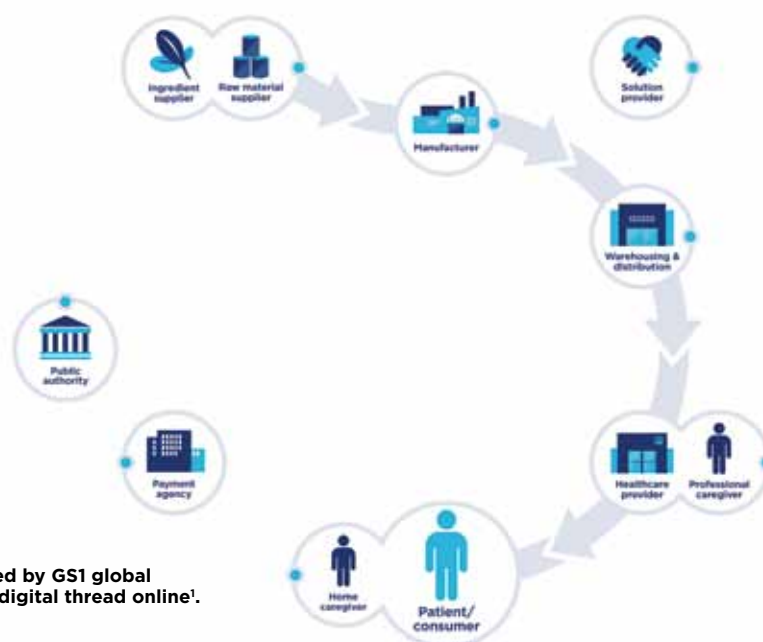 Ingredient
supplier
Raw material
supplier
Solution
provider
Manufacturer
Warehousing &
distribution
Public
authority
Payment
agency
Healthcare
provider
Professional
caregiver
Home
caregiver
Patient/
consumer
ed by GS1 global
digital thread online¹.